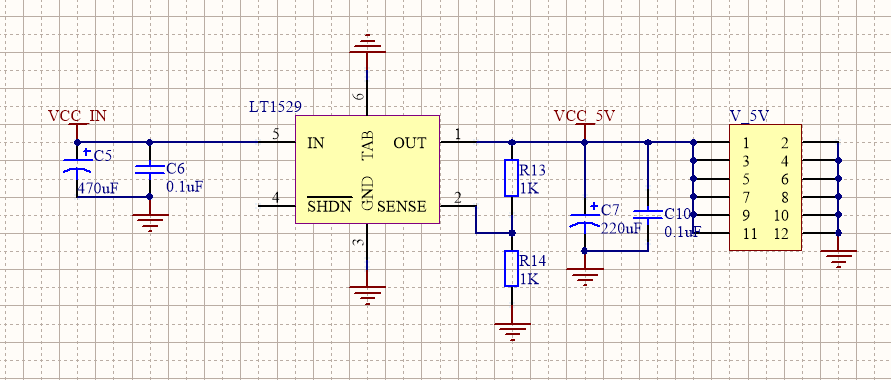 6
LT1529
VCC_IN
VCC_5V
V_5V
5
IN
TAB
OUT
1
1
2
C5
3
4
C6
R13
470uF
0.1uF
5
6
1K
4
SHDN
GND
SENSE
2
7
8
C7
C10
9
10
220uF
0.1uF
11
12
3
R14
1K